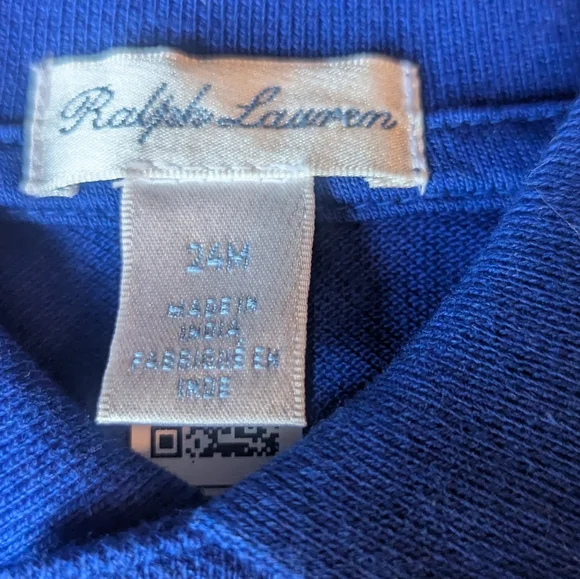 Ralph Lauren
24M
MADE IN
INDIA
FABRIQUÉ EN
INDE